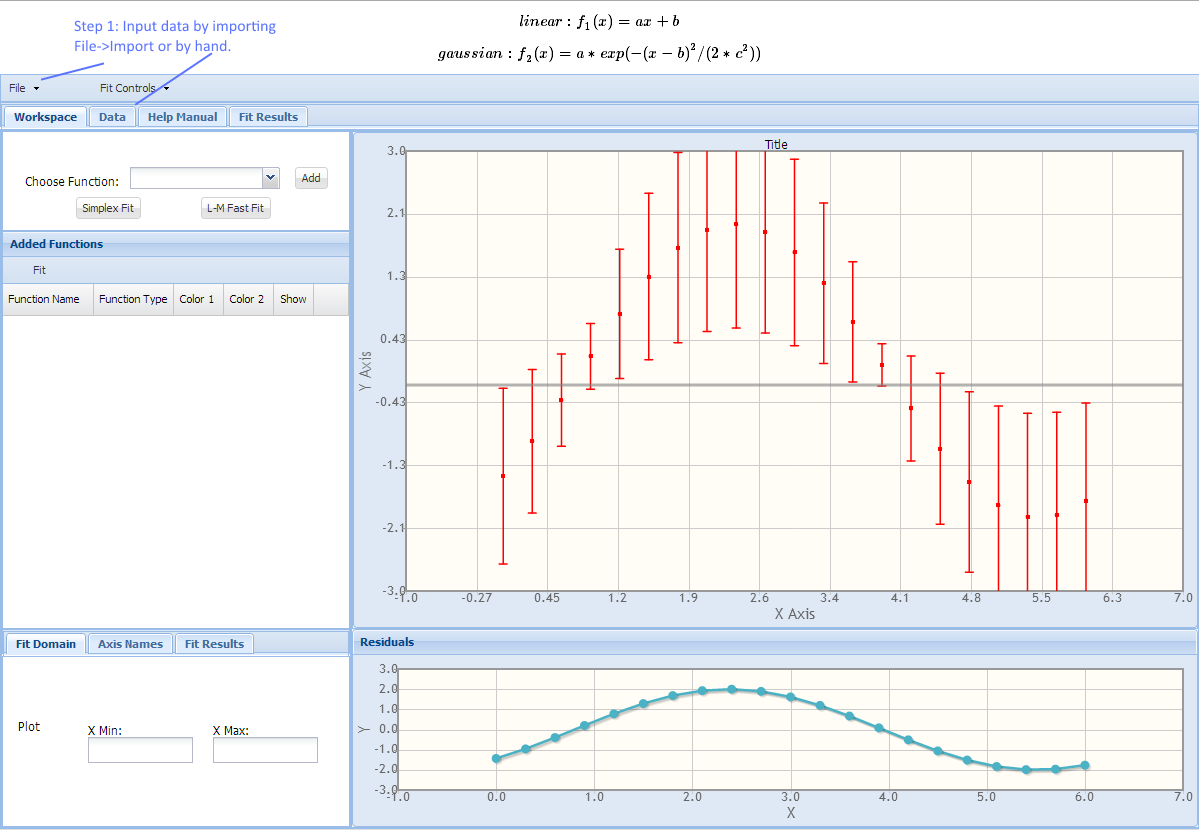 linear : f₁(x) = ax + b
Step 1: Input data by importing
File->Import or by hand.
gaussian : f₂(x) = a * exp(-(x - b)²/(2 * c²))
File Fit Controls
Workspace Data Help Manual Fit Results
Choose Function: Add
Simplex Fit L-M Fast Fit
Added Functions
Fit
Function Name Function Type Color 1 Color 2 Show
Title
3.0
2.1
1.3
0.43
-0.43
-1.3
-2.1
-3.0
Y Axis
-1.0 -0.27 0.45 1.2 1.9 2.6 3.4 4.1 4.8 5.5 6.3 7.0
X Axis
Fit Domain Axis Names Fit Results
Plot X Min: X Max:
Residuals
3.0
2.0
1.0
0.0
-1.0
-2.0
-3.0
Y
-1.0 0.0 1.0 2.0 3.0 4.0 5.0 6.0 7.0
X